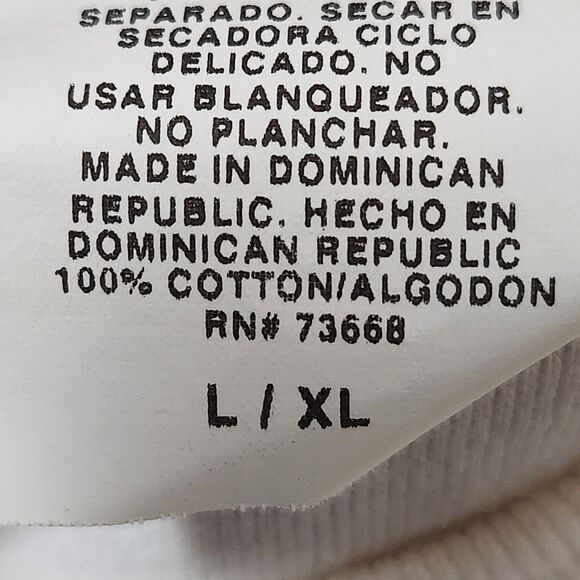 SEPARADO. SECAR EN
SECADORA CICLO
DELICADO. NO
USAR BLANQUEADOR.
NO PLANCHAR.
MADE IN DOMINICAN
REPUBLIC. HECHO EN
DOMINICAN REPUBLIC
100% COTTON/ALGODON
RN# 73668
L / XL